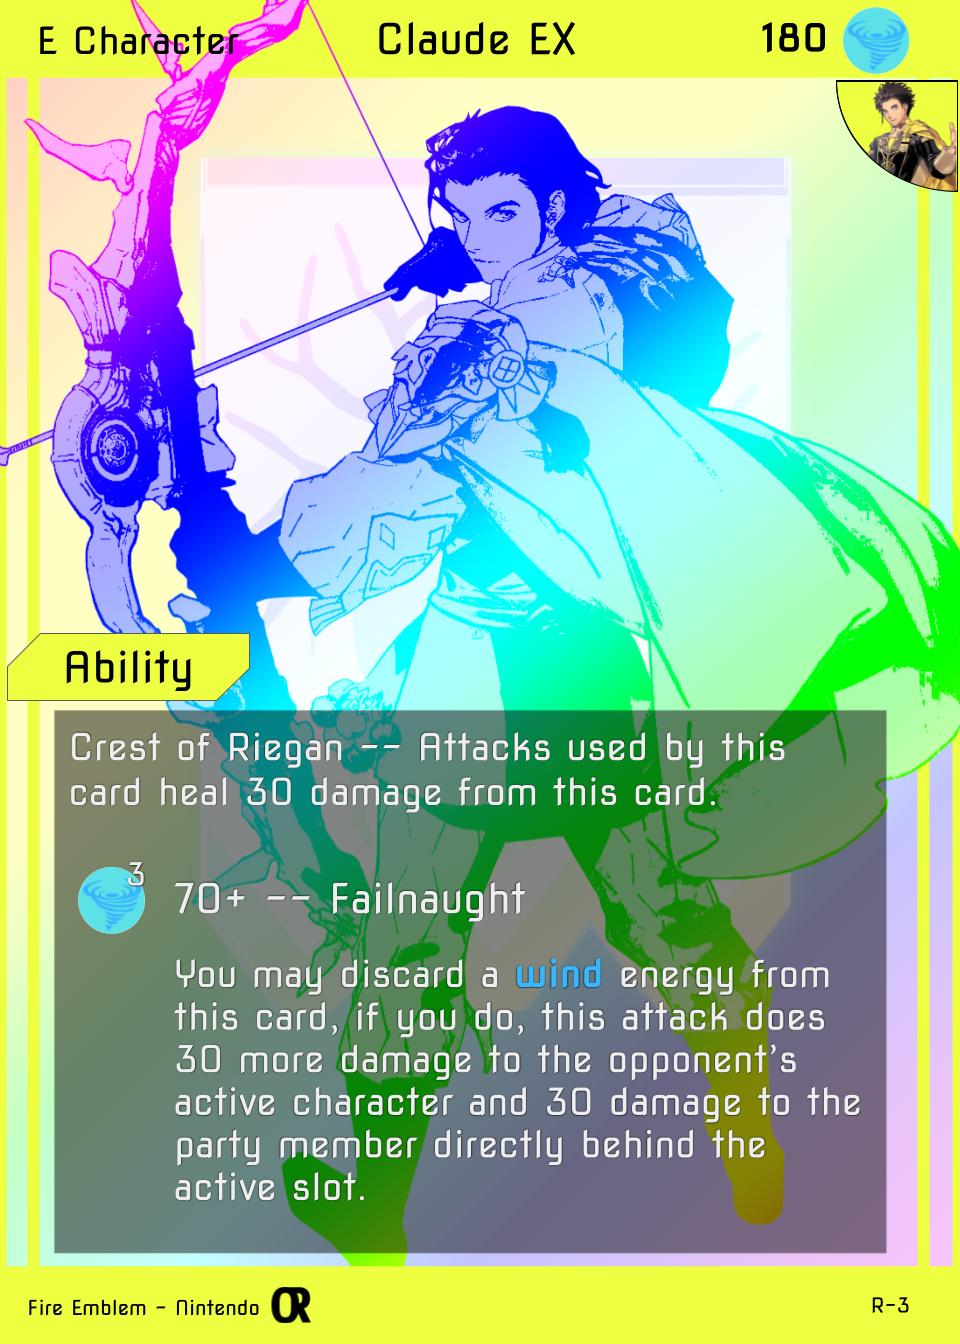 E Character Claude EX 180
Ability
Crest of Riegan -- Attacks used by this
card heal 30 damage from this card.
3
70+ -- Failnaught
You may discard a wind energy from
this card, if you do, this attack does
30 more damage to the opponent's
active character and 30 damage to the
party member directly behind the
active slot.
Fire Emblem - Nintendo OR R-3